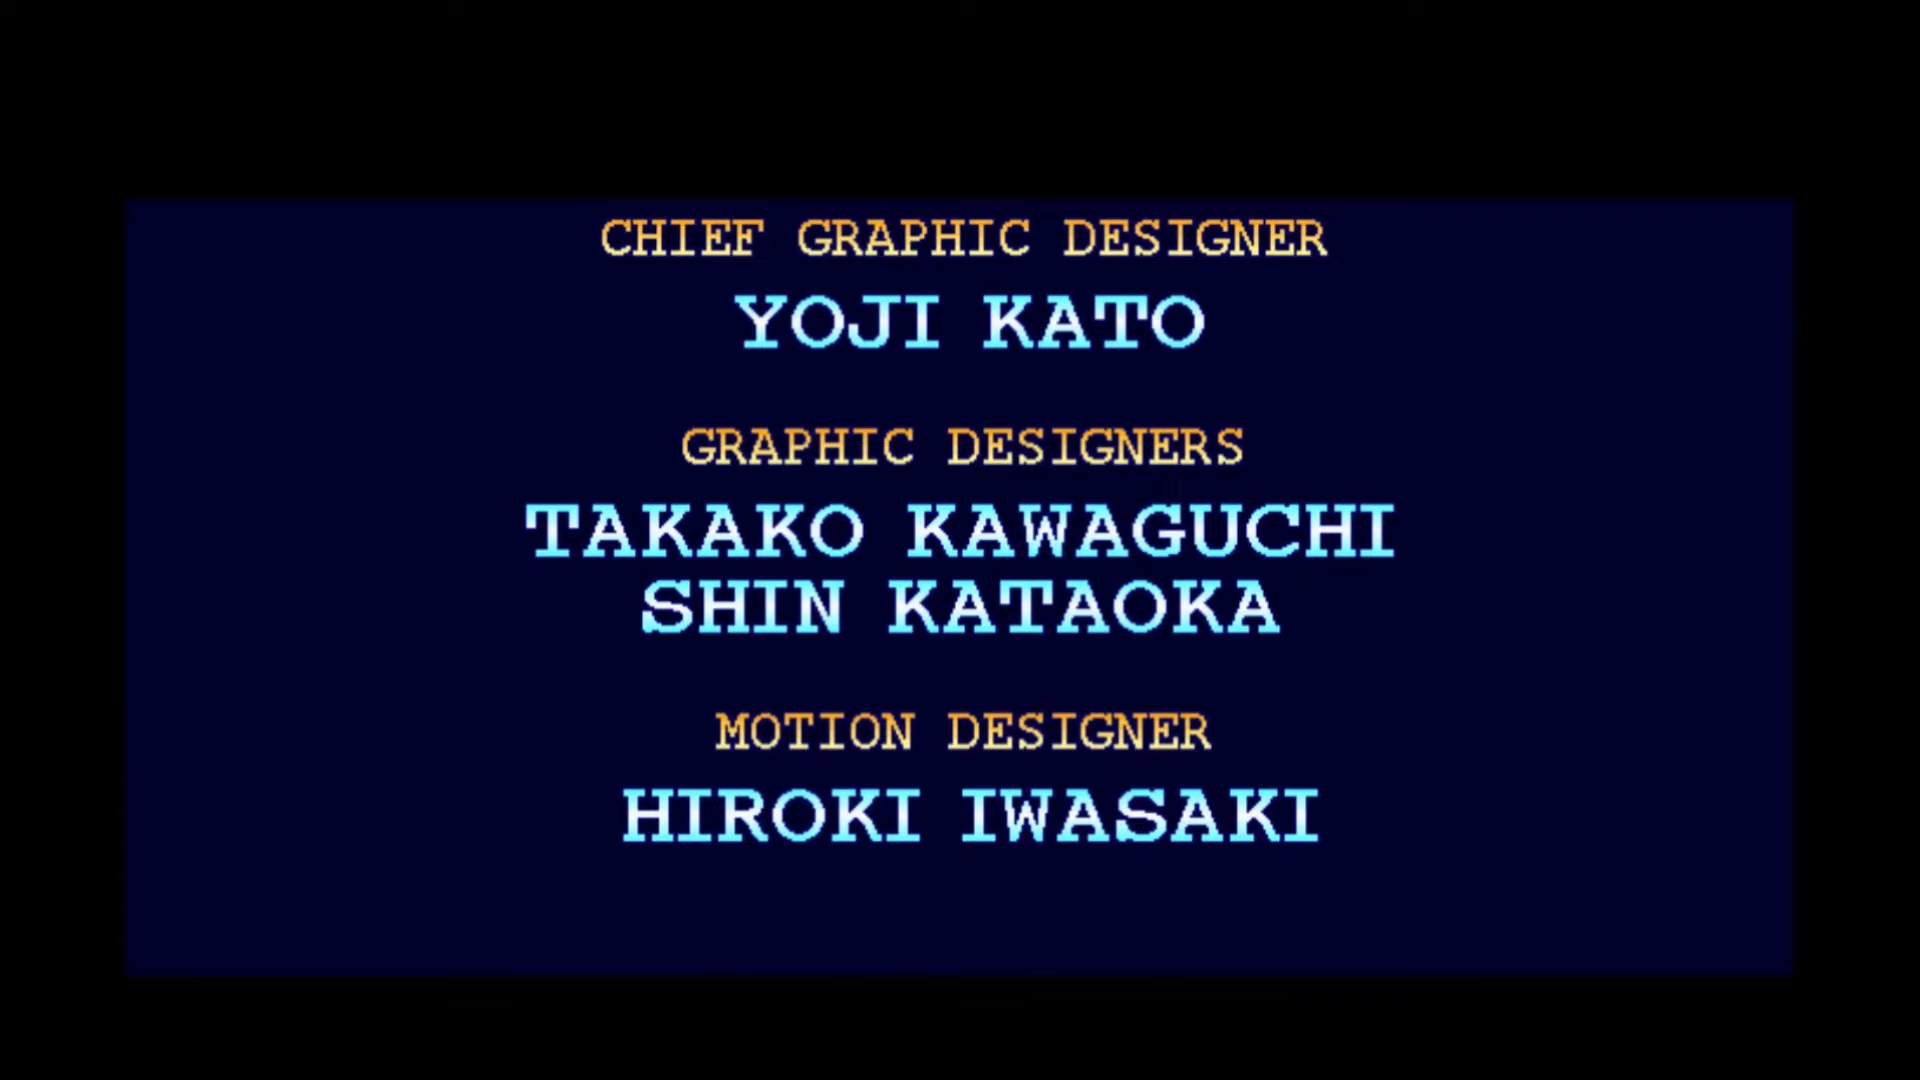 CHIEF GRAPHIC DESIGNER
YOJI KATO
GRAPHIC DESIGNERS
TAKAKO KAWAGUCHI
SHIN KATAOKA
MOTION DESIGNER
HIROKI IWASAKI